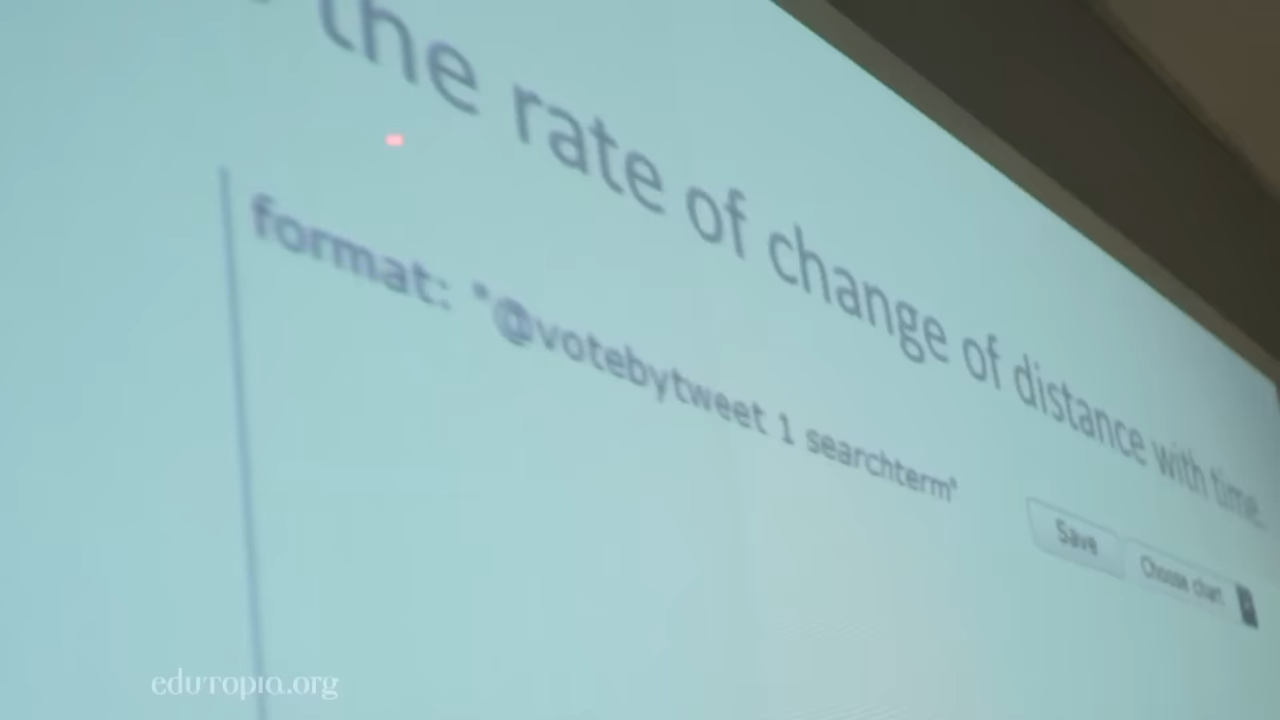 the rate of change of distance with time.
format: "@votebytweet 1 searchterm"
Save
Choose chart
edutopia.org